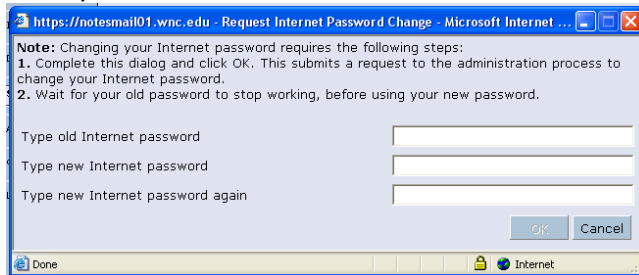 https://notesmail01.wnc.edu - Request Internet Password Change - Microsoft Internet ...
Note: Changing your Internet password requires the following steps:
1. Complete this dialog and click OK. This submits a request to the administration process to
change your Internet password.
2. Wait for your old password to stop working, before using your new password.
Type old Internet password
Type new Internet password
Type new Internet password again
OK Cancel
Done Internet